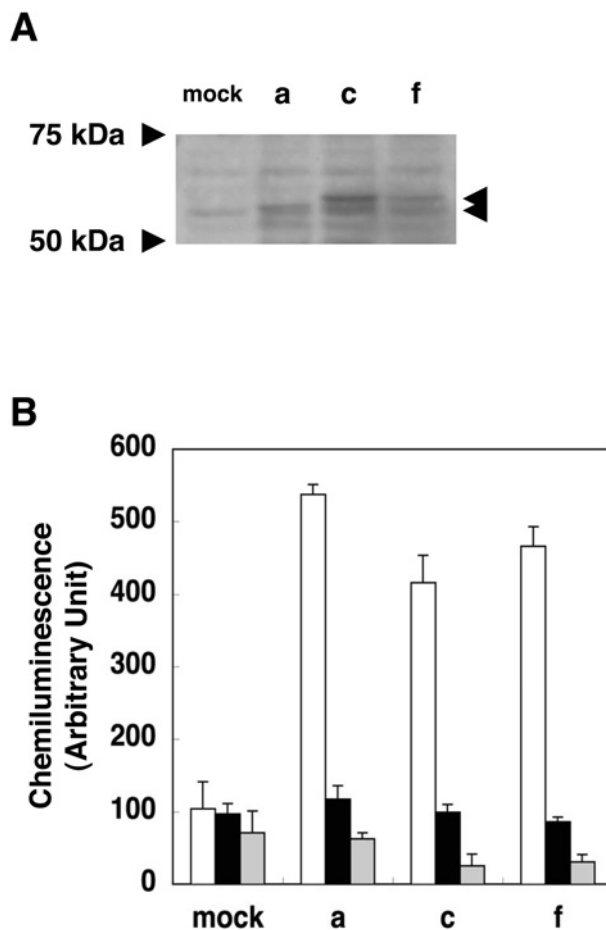 A
mock a c f
75 kDa
50 kDa
B
Chemiluminescence
(Arbitrary Unit)
600
500
400
300
200
100
0
mock a c f